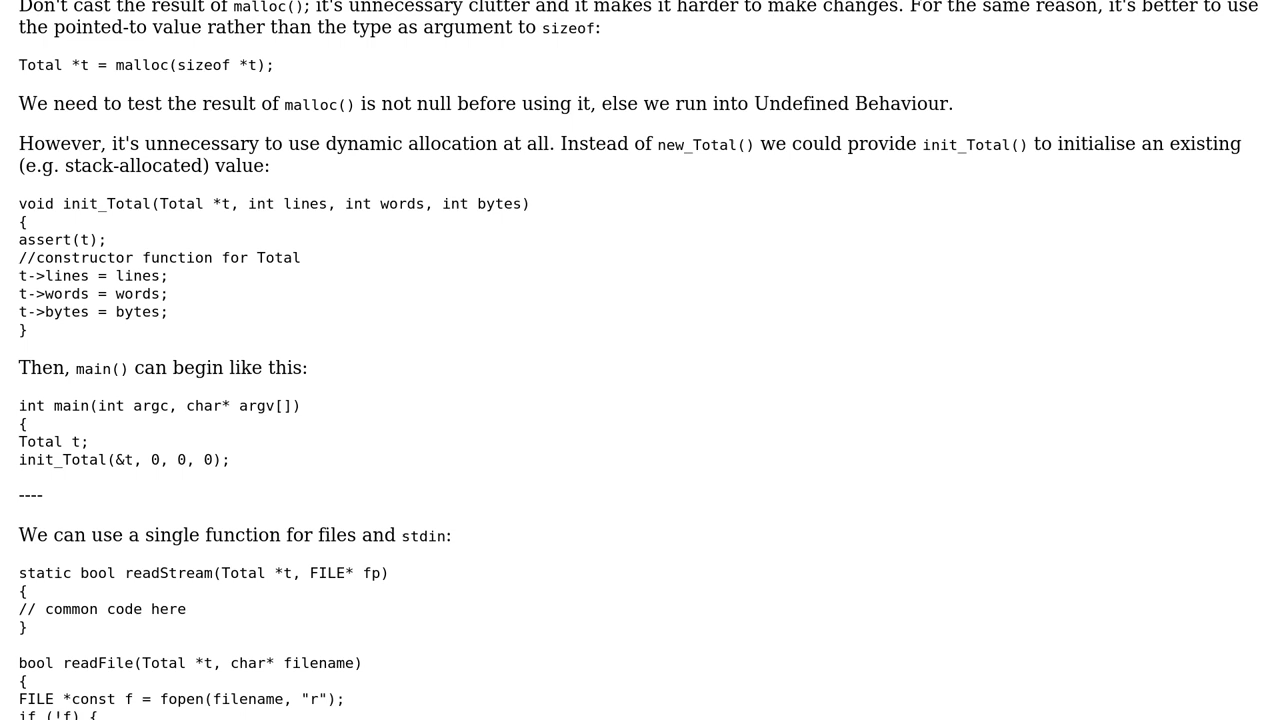 Don't cast the result of malloc(); it's unnecessary clutter and it makes it harder to make changes. For the same reason, it's better to use
the pointed-to value rather than the type as argument to sizeof:
Total *t = malloc(sizeof *t);
We need to test the result of malloc() is not null before using it, else we run into Undefined Behaviour.
However, it's unnecessary to use dynamic allocation at all. Instead of new_Total() we could provide init_Total() to initialise an existing
(e.g. stack-allocated) value:
void init_Total(Total *t, int lines, int words, int bytes)
{
assert(t);
//constructor function for Total
t->lines = lines;
t->words = words;
t->bytes = bytes;
}
Then, main() can begin like this:
int main(int argc, char* argv[])
{
Total t;
init_Total(&t, 0, 0, 0);
----
We can use a single function for files and stdin:
static bool readStream(Total *t, FILE* fp)
{
// common code here
}
bool readFile(Total *t, char* filename)
{
FILE *const f = fopen(filename, "r");
if (!f) {